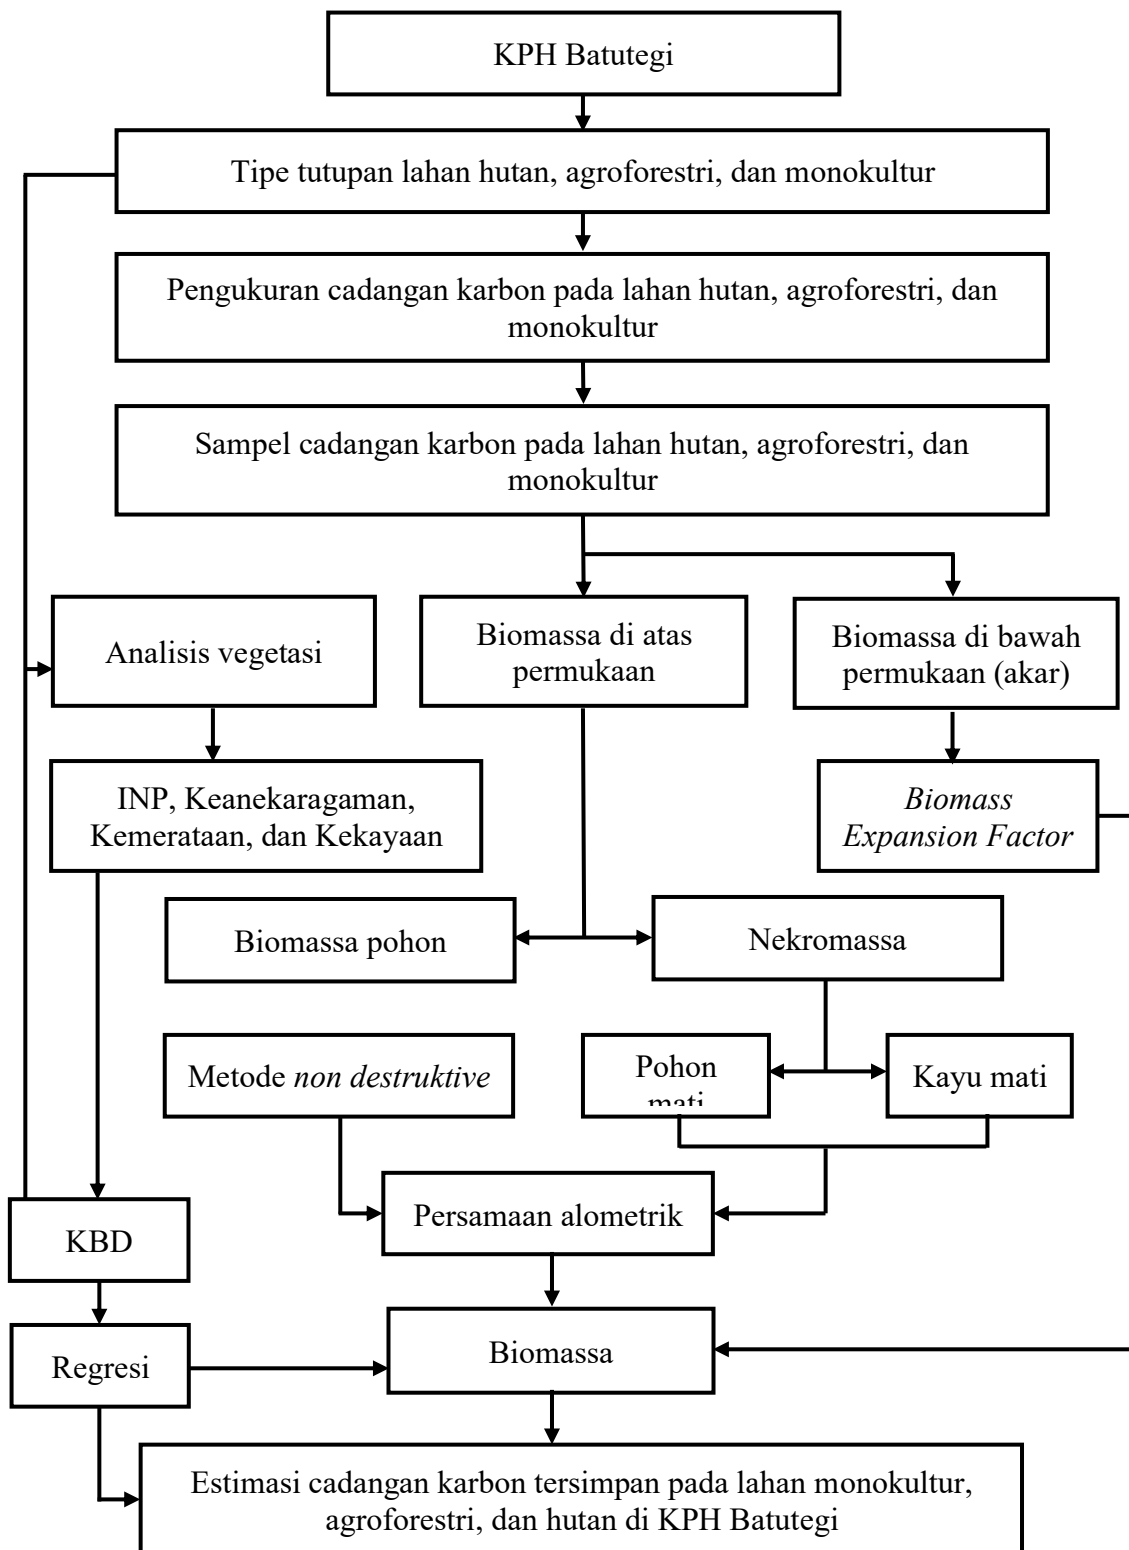 KPH Batutegi
Tipe tutupan lahan hutan, agroforestri, dan monokultur
Pengukuran cadangan karbon pada lahan hutan, agroforestri, dan
monokultur
Sampel cadangan karbon pada lahan hutan, agroforestri, dan
monokultur
Analisis vegetasi
Biomassa di atas
permukaan
Biomassa di bawah
permukaan (akar)
INP, Keanekaragaman,
Kemerataan, dan Kekayaan
Biomass
Expansion Factor
Biomassa pohon
Nekromassa
Metode non destruktive
Pohon
mati
Kayu mati
Persamaan alometrik
KBD
Regresi
Biomassa
Estimasi cadangan karbon tersimpan pada lahan monokultur,
agroforestri, dan hutan di KPH Batutegi